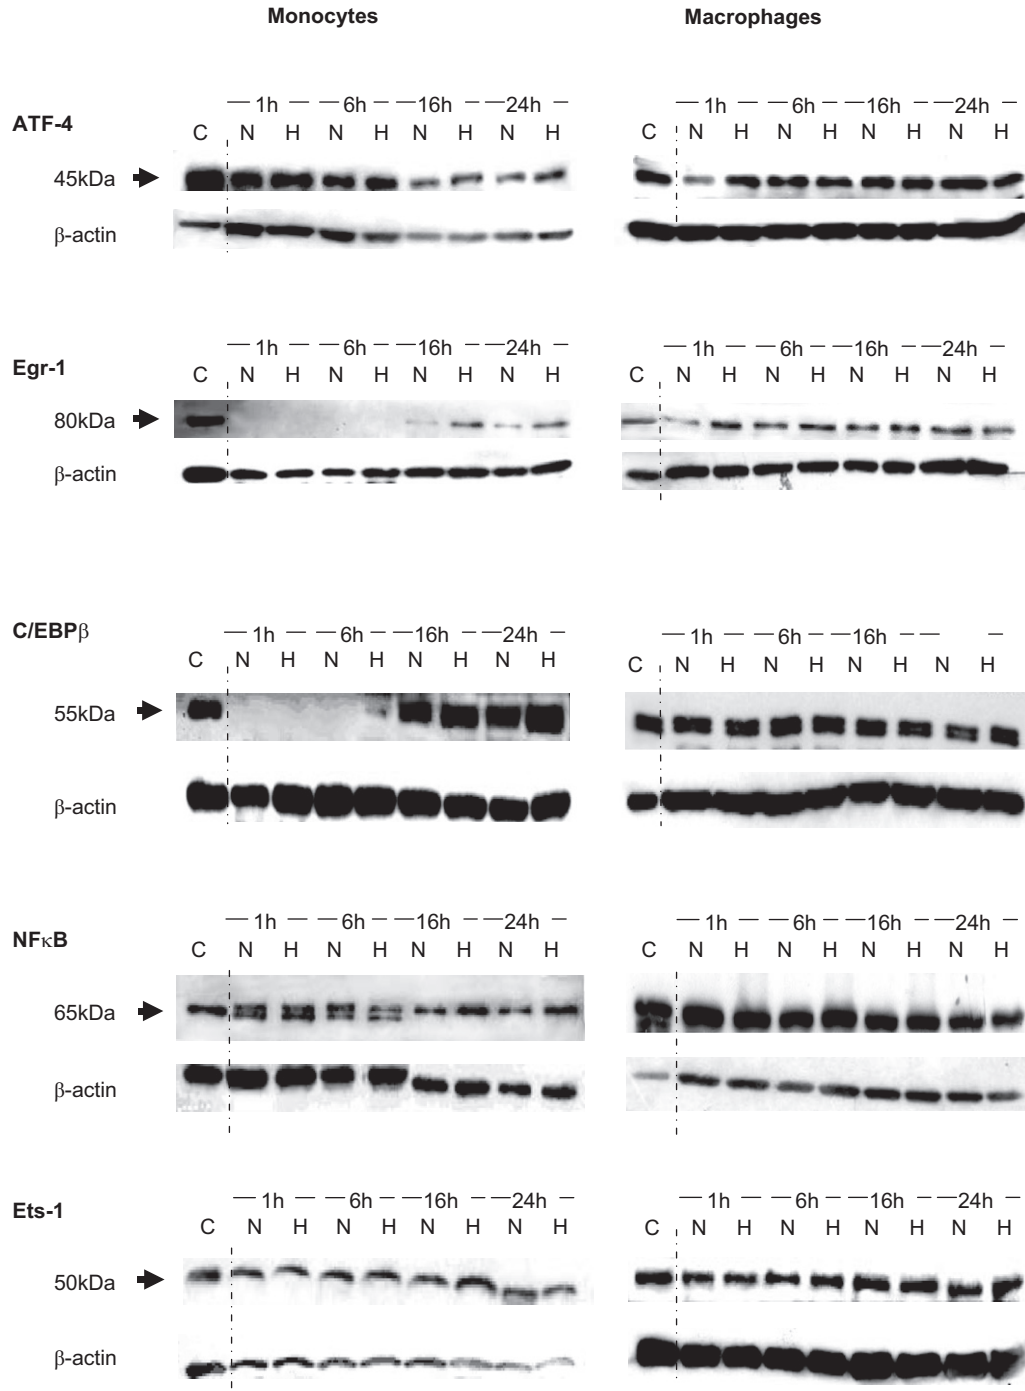 Monocytes Macrophages
— 1h — — 6h — —16h— —24h — — 1h — — 6h — —16h — —24h —
ATF-4
C N H N H N H N H C N H N H N H N H
45kDa
β-actin
— 1h — — 6h — —16h— —24h — — 1h — — 6h — —16h — —24h —
Egr-1
C N H N H N H N H C N H N H N H N H
80kDa
β-actin
C/EBPβ — 1h — — 6h — —16h— —24h — — 1h — — 6h — —16h — — —
C N H N H N H N H C N H N H N H N H
55kDa
β-actin
— 1h — — 6h — —16h — —24h — — 1h — — 6h — —16h — —24h —
NFκB
C N H N H N H N H C N H N H N H N H
65kDa
β-actin
— 1h — — 6h — —16h — —24h — — 1h — — 6h — —16h — —24h —
Ets-1
C N H N H N H N H C N H N H N H N H
50kDa
β-actin